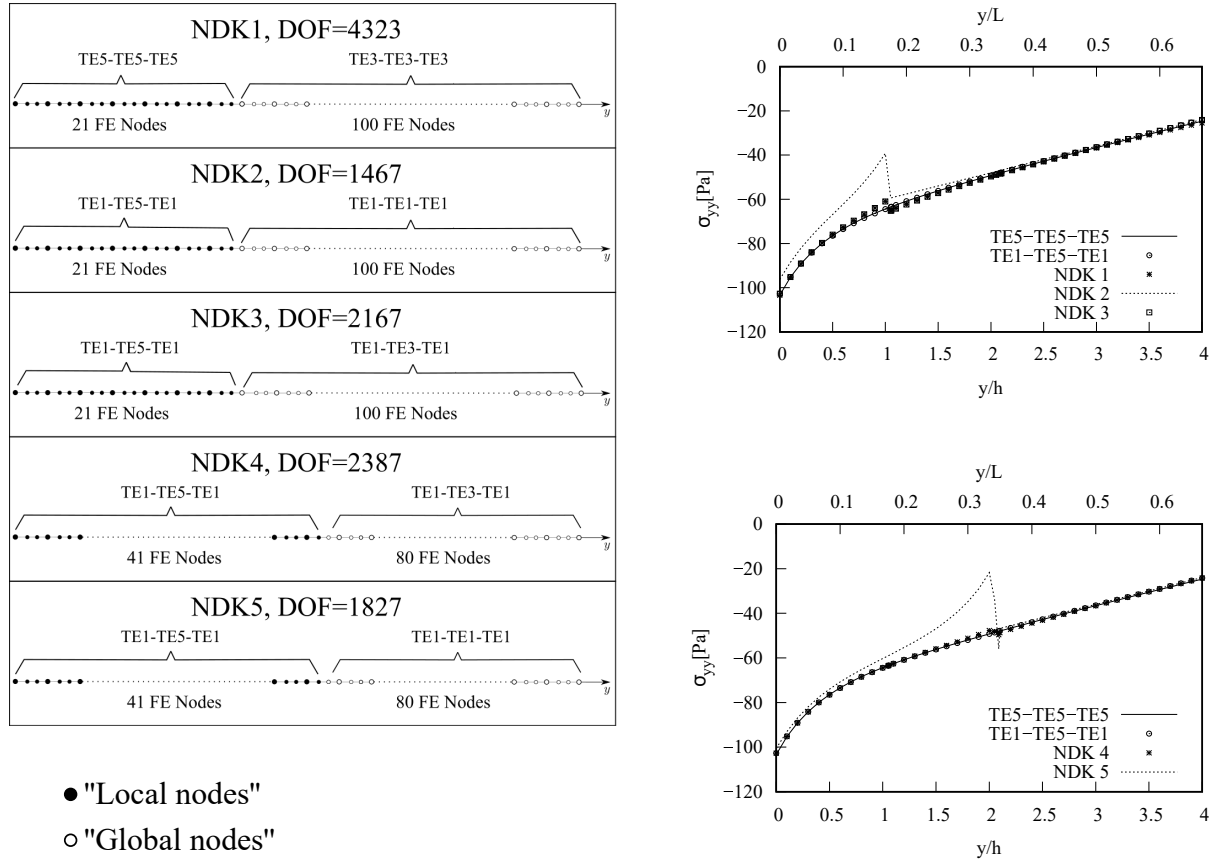 NDK1, DOF=4323
TE5-TE5-TE5 TE3-TE3-TE3
y
21 FE Nodes 100 FE Nodes
NDK2, DOF=1467
TE1-TE5-TE1 TE1-TE1-TE1
y
21 FE Nodes 100 FE Nodes
NDK3, DOF=2167
TE1-TE5-TE1 TE1-TE3-TE1
y
21 FE Nodes 100 FE Nodes
NDK4, DOF=2387
TE1-TE5-TE1 TE1-TE3-TE1
y
41 FE Nodes 80 FE Nodes
NDK5, DOF=1827
TE1-TE5-TE1 TE1-TE1-TE1
y
41 FE Nodes 80 FE Nodes
"Local nodes"
"Global nodes"
y/L
0 0.1 0.2 0.3 0.4 0.5 0.6
0
−20
−40
−60
−80
−100
−120
σyy[Pa]
TE5−TE5−TE5
TE1−TE5−TE1
NDK 1
NDK 2
NDK 3
0 0.5 1 1.5 2 2.5 3 3.5 4
y/h
y/L
0 0.1 0.2 0.3 0.4 0.5 0.6
0
−20
−40
−60
−80
−100
−120
σyy[Pa]
TE5−TE5−TE5
TE1−TE5−TE1
NDK 4
NDK 5
0 0.5 1 1.5 2 2.5 3 3.5 4
y/h